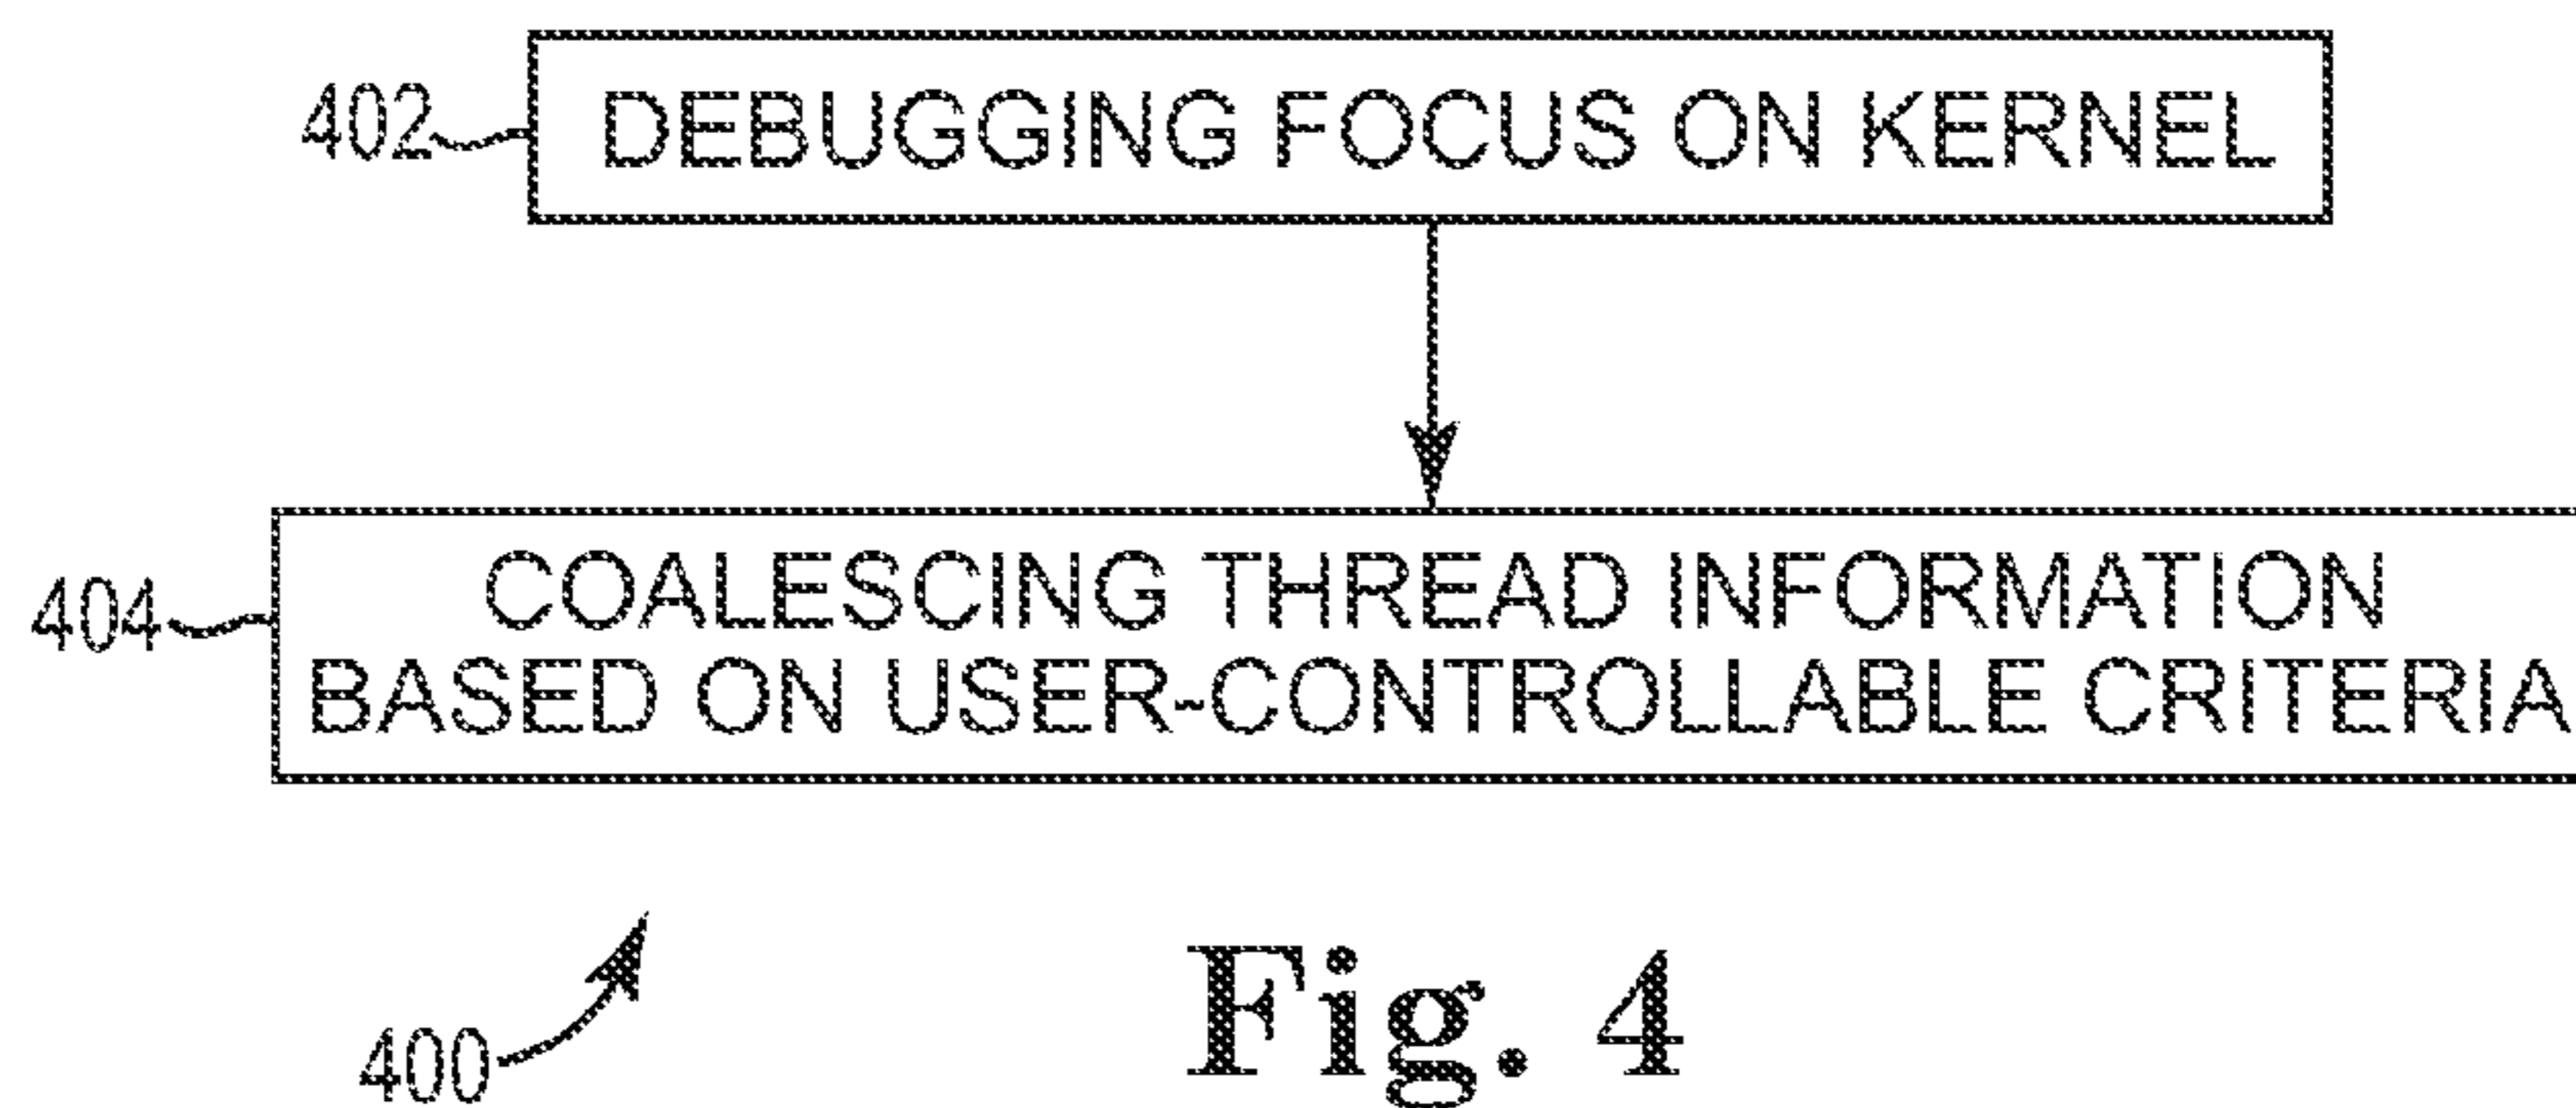 402
DEBUGGING FOCUS ON KERNEL
404
COALESCING THREAD INFORMATION
BASED ON USER-CONTROLLABLE CRITERIA
400
Fig. 4